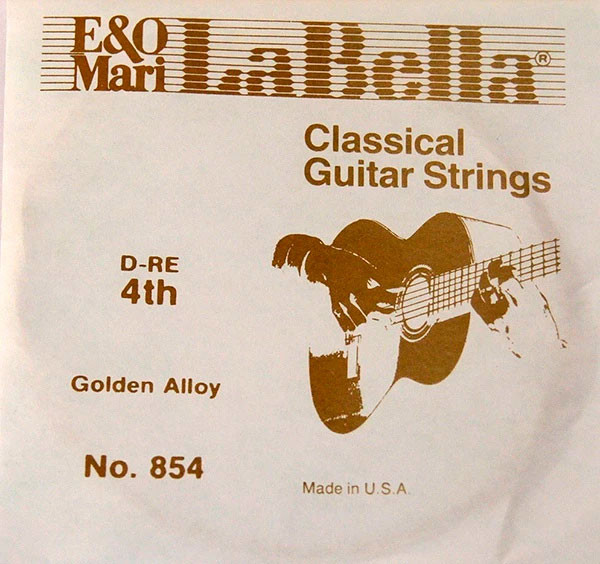 E&O
Mari
LaBella®
Classical
Guitar Strings
D-RE
4th
Golden Alloy
No. 854
Made in U.S.A.